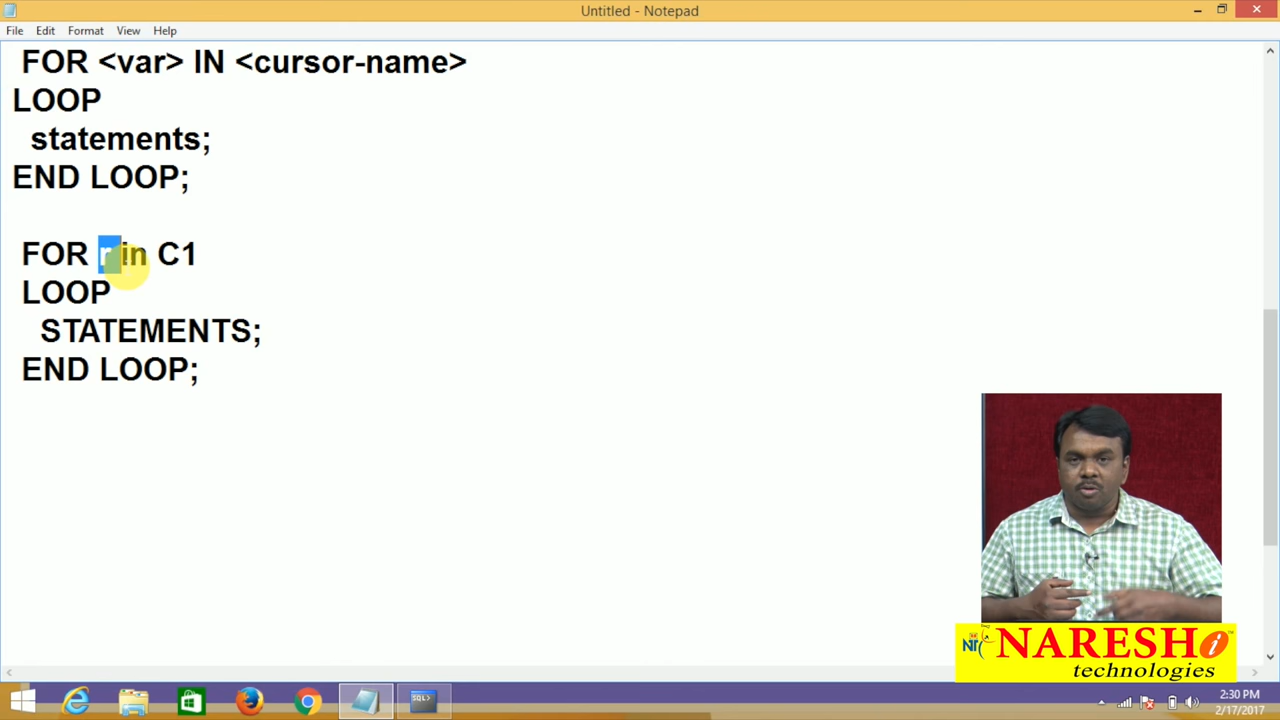 Untitled - Notepad
File Edit Format View Help
FOR <var> IN <cursor-name>
LOOP
statements;
END LOOP;
FOR r in C1
LOOP
STATEMENTS;
END LOOP;
NARESH i
technologies
SQL>
2:30 PM
2/17/2017